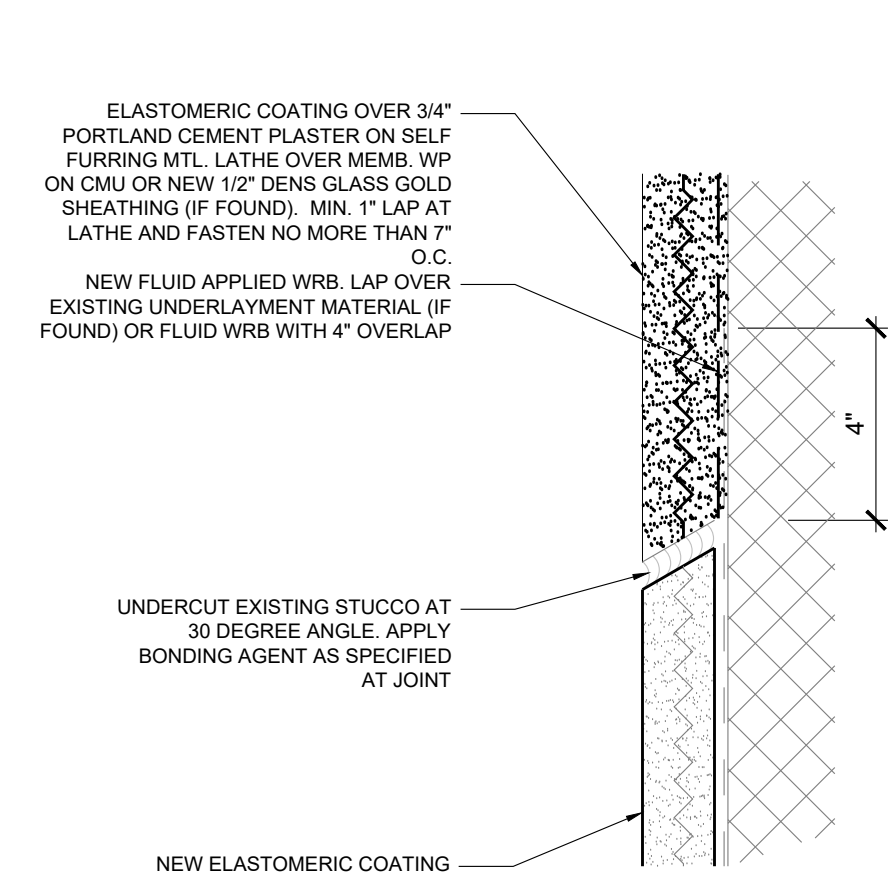 ELASTOMERIC COATING OVER 3/4"
PORTLAND CEMENT PLASTER ON SELF
FURRING MTL. LATHE OVER MEMB. WP
ON CMU OR NEW 1/2" DENS GLASS GOLD
SHEATHING (IF FOUND).  MIN. 1" LAP AT
LATHE AND FASTEN NO MORE THAN 7"
O.C.
NEW FLUID APPLIED WRB. LAP OVER
EXISTING UNDERLAYMENT MATERIAL (IF
FOUND) OR FLUID WRB WITH 4" OVERLAP
4"
UNDERCUT EXISTING STUCCO AT
30 DEGREE ANGLE. APPLY
BONDING AGENT AS SPECIFIED
AT JOINT
NEW ELASTOMERIC COATING